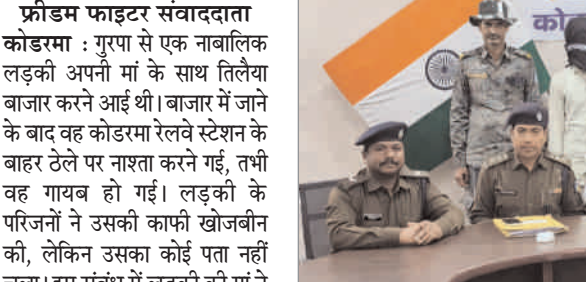 फ्रीडम फाइटर संवाददाता
कोडरमा : गुरपा से एक नाबालिक
लड़की अपनी मां के साथ तिलैया
बाजार करने आई थी। बाजार में जाने
के बाद वह कोडरमा रेलवे स्टेशन के
बाहर ठेले पर नाश्ता करने गई, तभी
वह गायब हो गई। लड़की के
परिजनों ने उसकी काफी खोजबीन
की, लेकिन उसका कोई पता नहीं